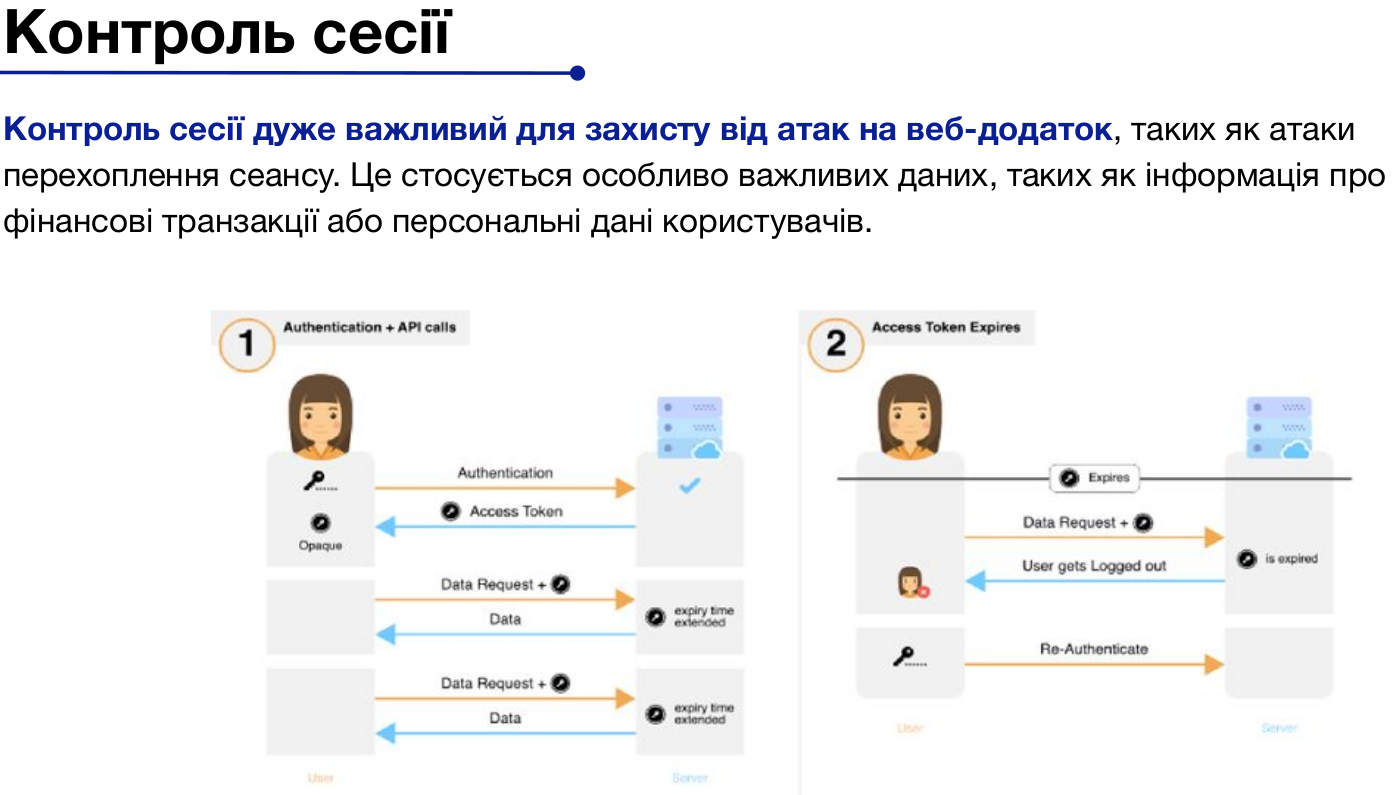 Контроль сесії
Контроль сесії дуже важливий для захисту від атак на веб-додаток, таких як атаки
перехоплення сеансу. Це стосується особливо важливих даних, таких як інформація про
фінансові транзакції або персональні дані користувачів.
1
Authentication + API calls
Authentication
Access Token
Opaque
Data Request +
Data
expiry time
extended
Data Request +
Data
expiry time
extended
User
Server
2
Access Token Expires
Expires
Data Request +
is expired
User gets Logged out
Re-Authenticate
User
Server